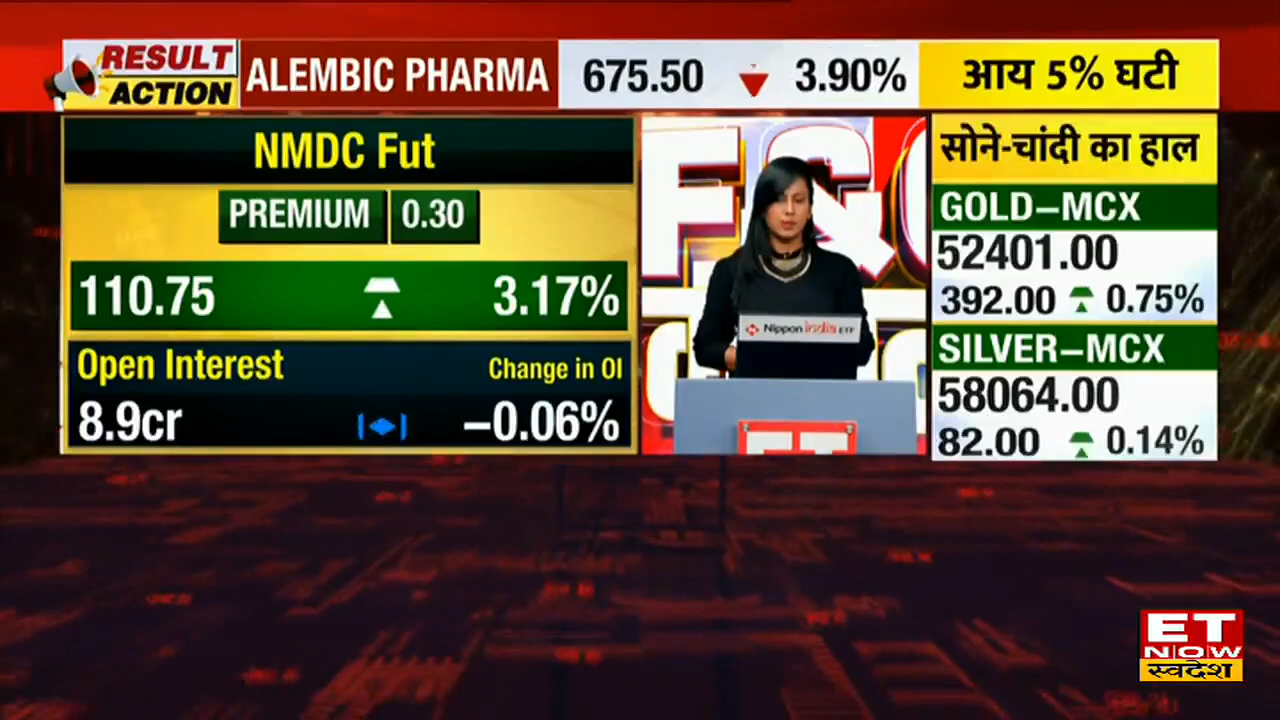 RESULT
ACTION
ALEMBIC PHARMA
675.50
3.90%
आय 5% घटी
NMDC Fut
PREMIUM
0.30
110.75
3.17%
Open Interest
Change in OI
8.9cr
–0.06%
F&O
Nippon india ETF
सोने-चांदी का हाल
GOLD–MCX
52401.00
392.00
0.75%
SILVER–MCX
58064.00
82.00
0.14%
ET
NOW
स्वदेश